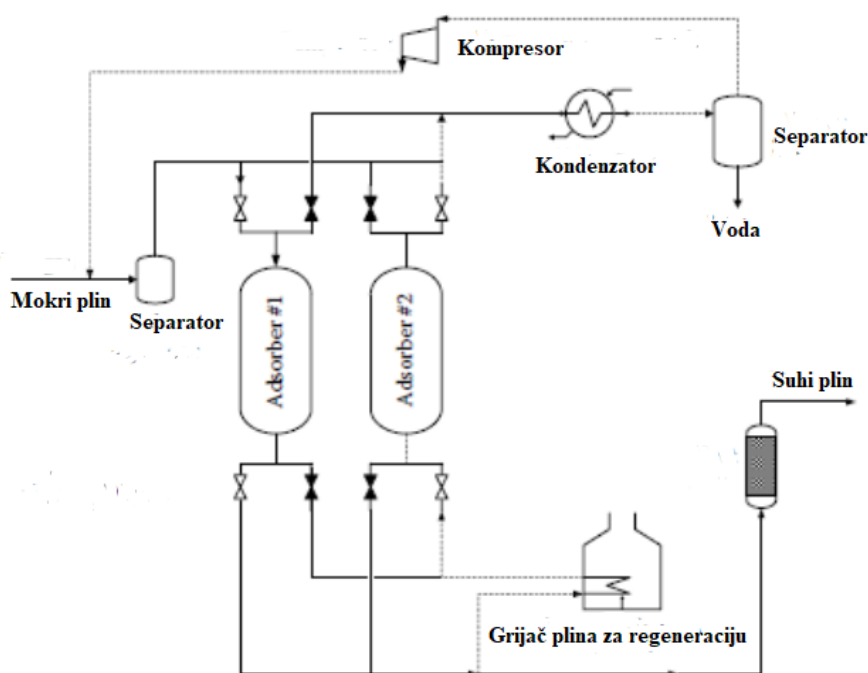 Kompresor
Separator
Kondenzator
Voda
Mokri plin
Separator
Adsorber #1
Adsorber #2
Suhi plin
Grijač plina za regeneraciju